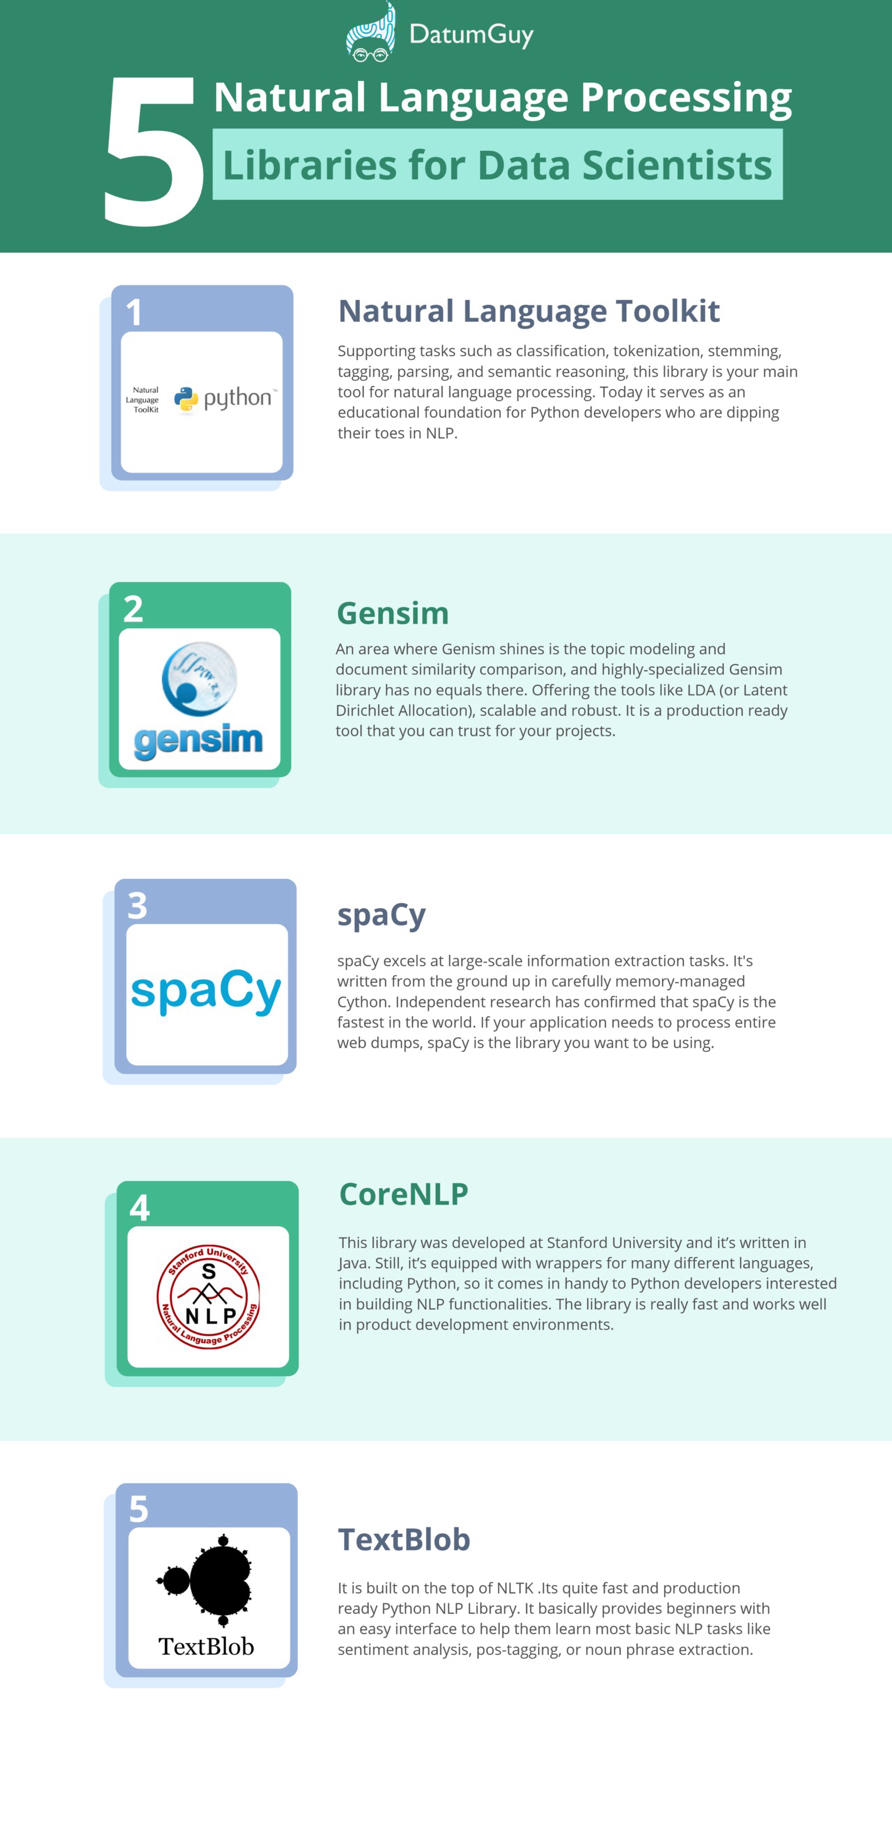 DatumGuy
5
Natural Language Processing
Libraries for Data Scientists
1
Natural
Language
ToolKit
python™
Natural Language Toolkit
Supporting tasks such as classification, tokenization, stemming,
tagging, parsing, and semantic reasoning, this library is your main
tool for natural language processing. Today it serves as an
educational foundation for Python developers who are dipping
their toes in NLP.
2
gensim
Gensim
An area where Genism shines is the topic modeling and
document similarity comparison, and highly-specialized Gensim
library has no equals there. Offering the tools like LDA (or Latent
Dirichlet Allocation), scalable and robust. It is a production ready
tool that you can trust for your projects.
3
spaCy
spaCy
spaCy excels at large-scale information extraction tasks. It's
written from the ground up in carefully memory-managed
Cython. Independent research has confirmed that spaCy is the
fastest in the world. If your application needs to process entire
web dumps, spaCy is the library you want to be using.
4
Stanford University
S
NLP
Natural Language Processing
CoreNLP
This library was developed at Stanford University and it’s written in
Java. Still, it’s equipped with wrappers for many different languages,
including Python, so it comes in handy to Python developers interested
in building NLP functionalities. The library is really fast and works well
in product development environments.
5
TextBlob
TextBlob
It is built on the top of NLTK .Its quite fast and production
ready Python NLP Library. It basically provides beginners with
an easy interface to help them learn most basic NLP tasks like
sentiment analysis, pos-tagging, or noun phrase extraction.